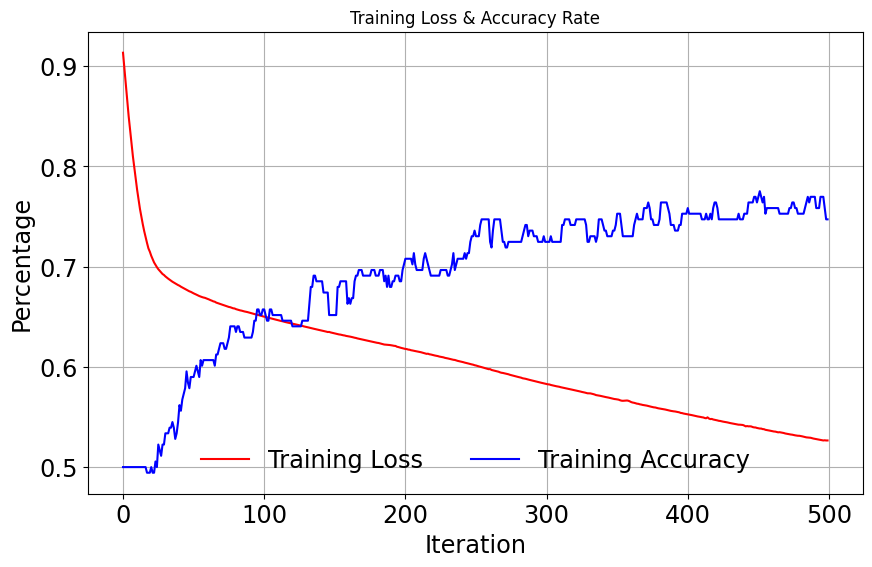 Training Loss & Accuracy Rate
Percentage
0.9
0.8
0.7
0.6
0.5
Training Loss
Training Accuracy
0
100
200
300
400
500
Iteration